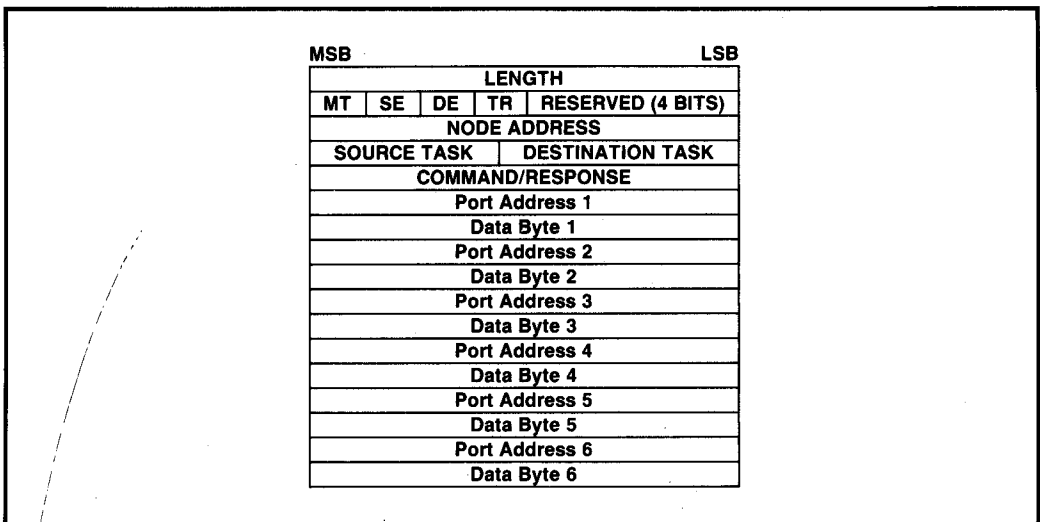 MSB LSB
LENGTH
MT SE DE TR RESERVED (4 BITS)
NODE ADDRESS
SOURCE TASK DESTINATION TASK
COMMAND/RESPONSE
Port Address 1
Data Byte 1
Port Address 2
Data Byte 2
Port Address 3
Data Byte 3
Port Address 4
Data Byte 4
Port Address 5
Data Byte 5
Port Address 6
Data Byte 6